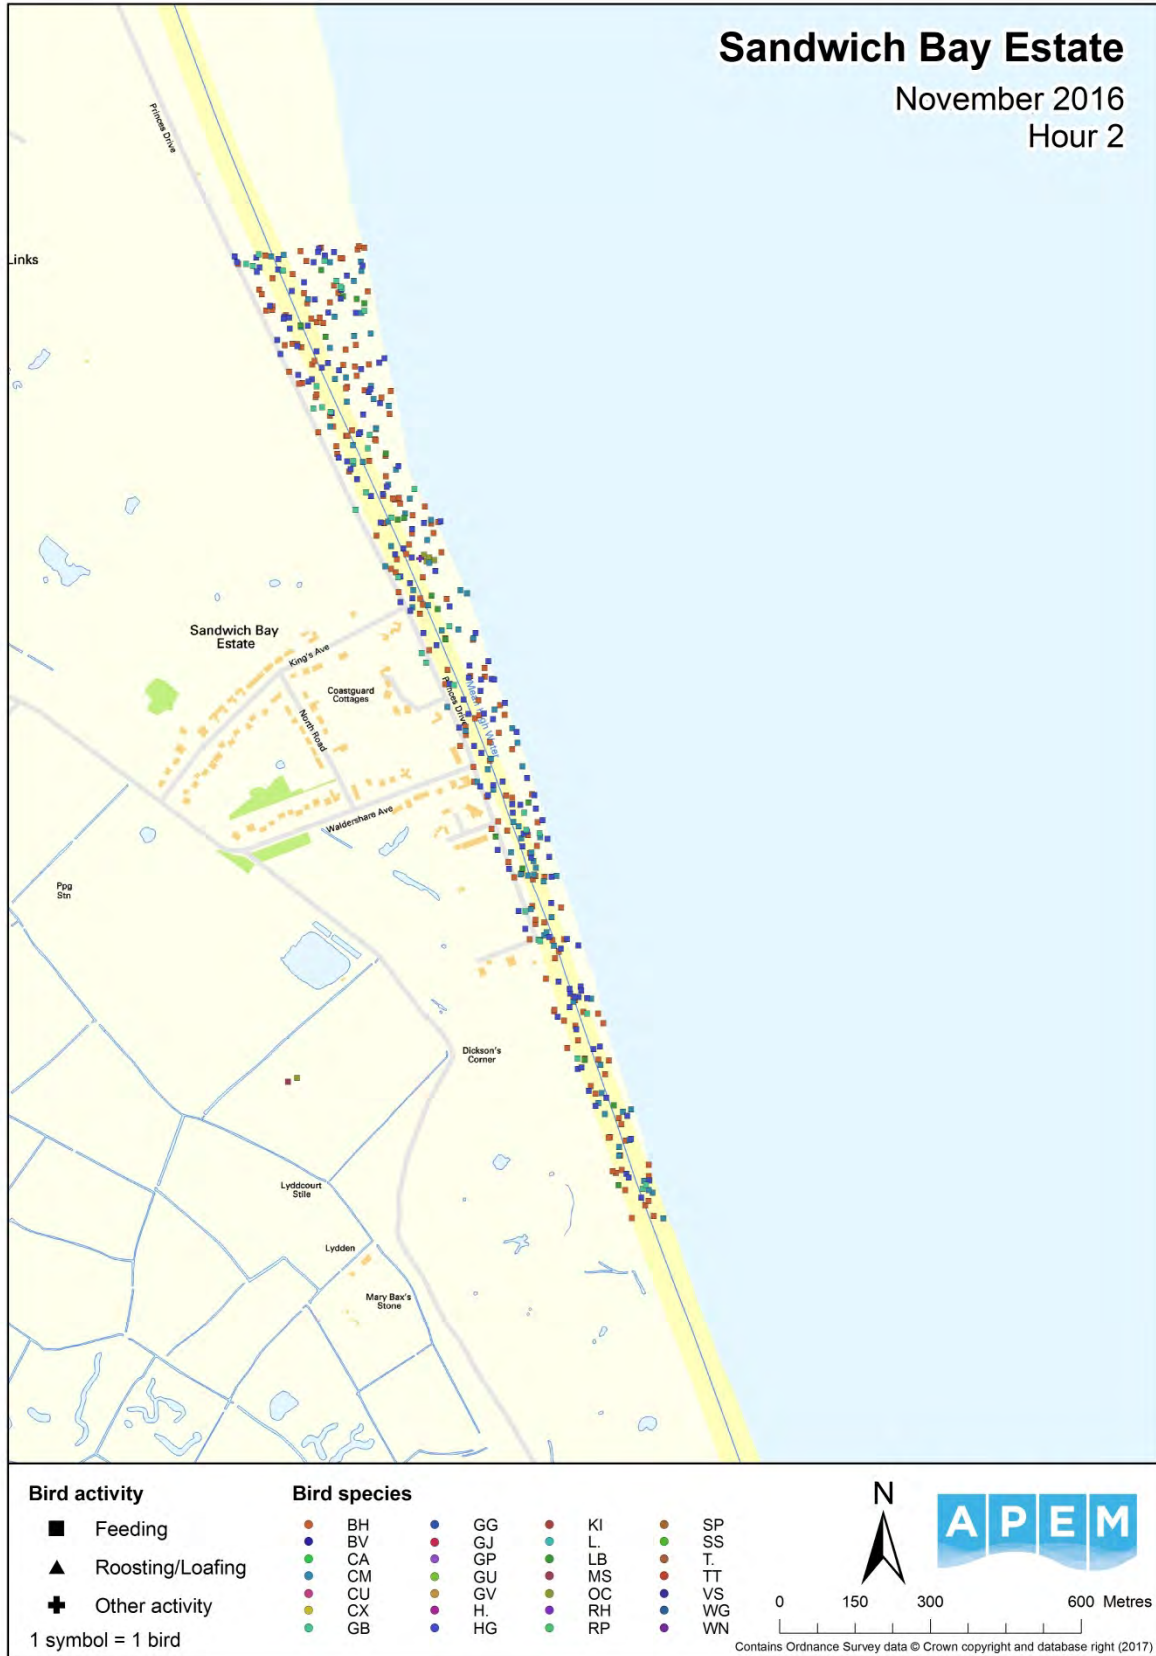 Sandwich Bay Estate
November 2016
Hour 2
Princes Drive
Links
Sandwich Bay
Estate
King's Ave
Coastguard
Cottages
North Road
Princes Drive
Mean High Water
Waldershare Ave
Ppg
Stn
Dickson's
Corner
Lyddcourt
Stile
Lydden
Mary Bax's
Stone
Bird activity
Feeding
Roosting/Loafing
Other activity
1 symbol = 1 bird
Bird species
BH
BV
CA
CM
CU
CX
GB
GG
GJ
GP
GU
GV
H.
HG
KI
L.
LB
MS
OC
RH
RP
SP
SS
T.
TT
VS
WG
WN
N
APEM
0 150 300 600 Metres
Contains Ordnance Survey data © Crown copyright and database right (2017)